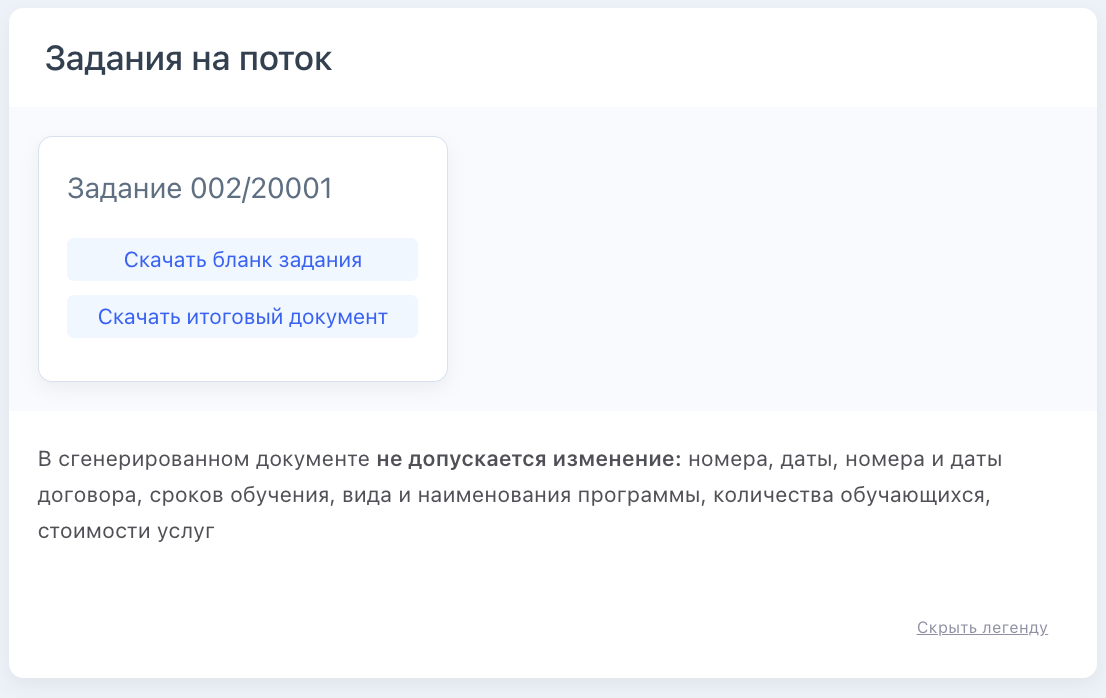 Задания на поток
Задание 002/20001
Скачать бланк задания
Скачать итоговый документ
В сгенерированном документе не допускается изменение: номера, даты, номера и даты
договора, сроков обучения, вида и наименования программы, количества обучающихся,
стоимости услуг
Скрыть легенду